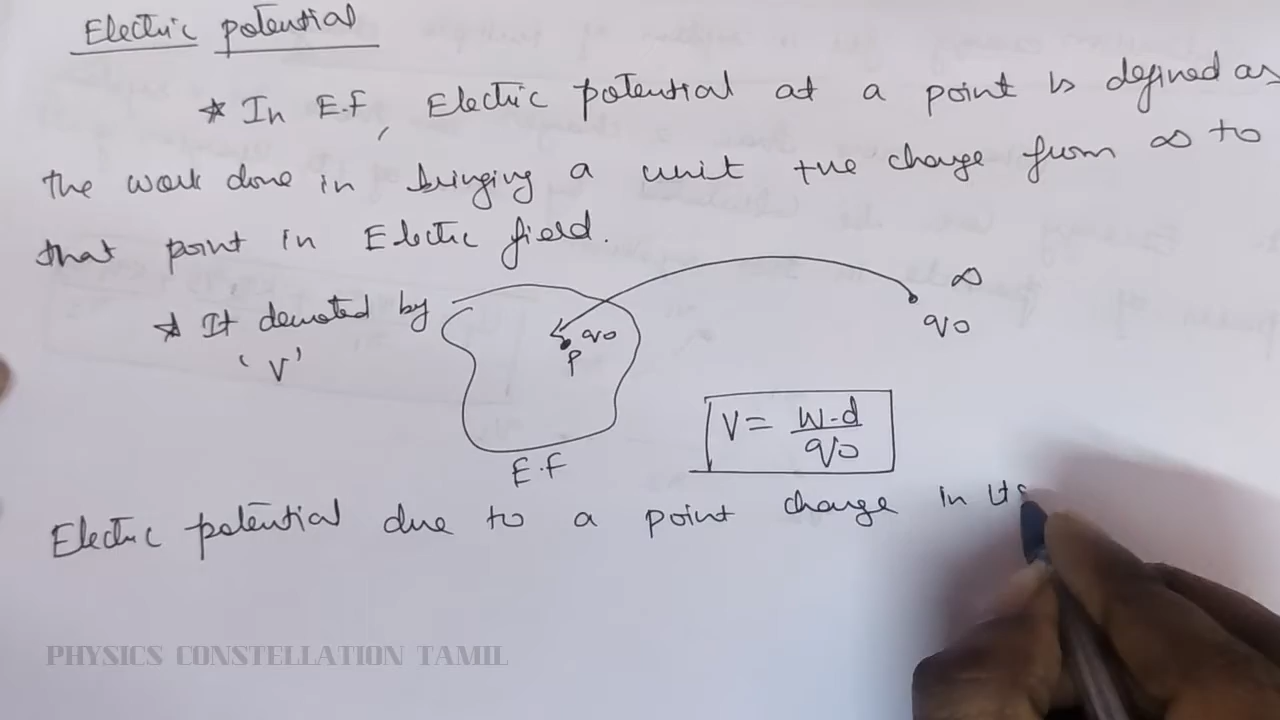 Electric potential
* In E.F, Electric potential at a point is defined as
the work done in bringing a unit +ve charge from ∞ to
that point in Electric field.
* It denoted by
'V'
∞
q0
q0
P
E.F
V = W.d / q0
Electric potential due to a point charge in its
PHYSICS CONSTELLATION TAMIL